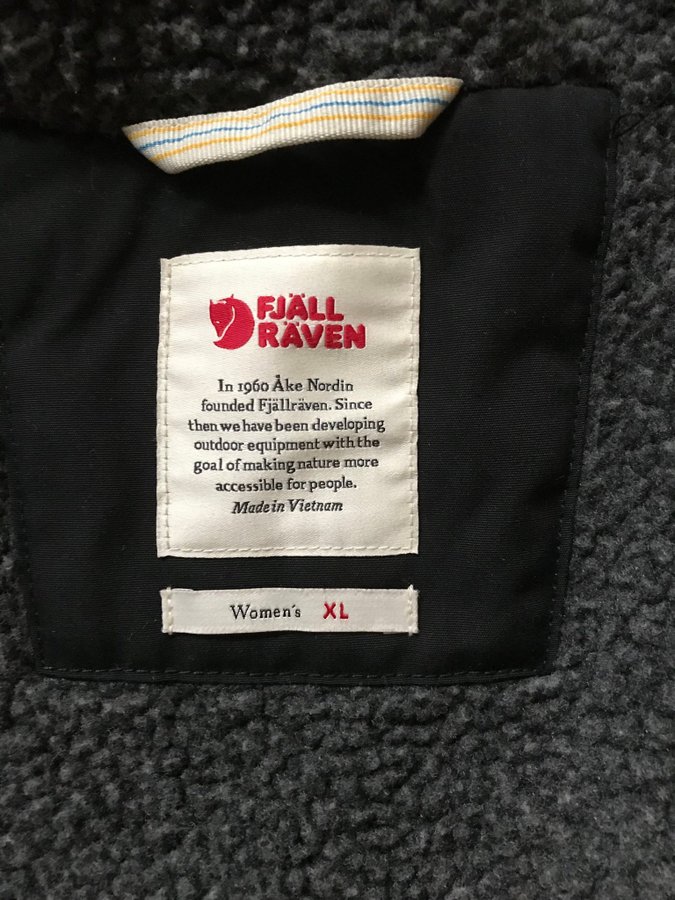 FJÄLL
RÄVEN
In 1960 Åke Nordin
founded Fjällräven. Since
then we have been developing
outdoor equipment with the
goal of making nature more
accessible for people.
Made in Vietnam
Women's XL